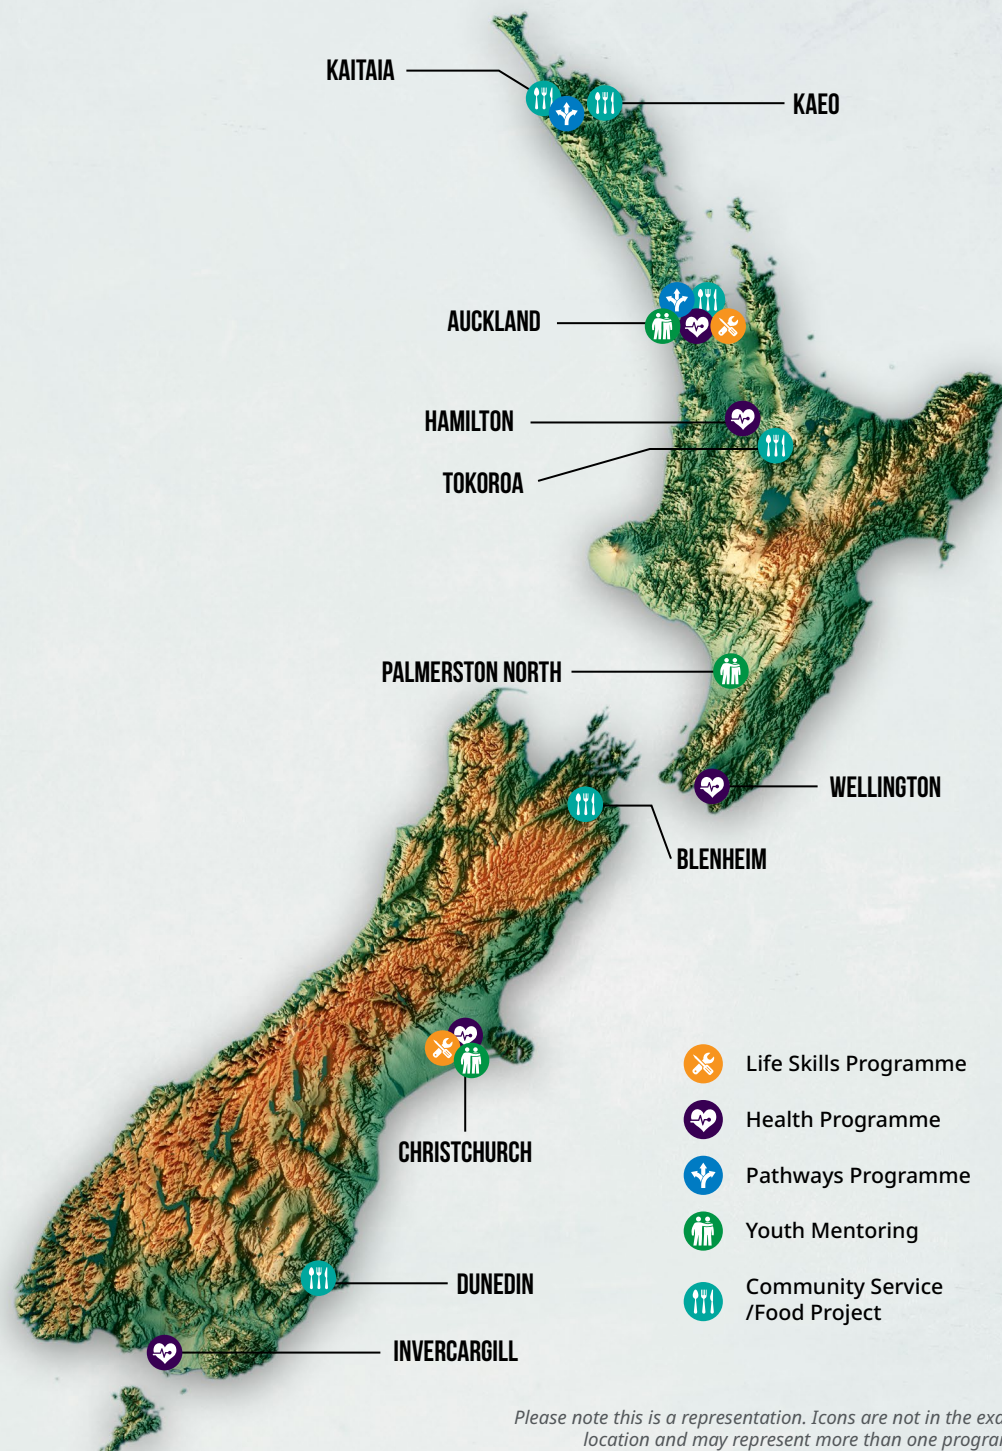 KAITAIA
KAEO
AUCKLAND
HAMILTON
TOKOROA
PALMERSTON NORTH
WELLINGTON
BLENHEIM
CHRISTCHURCH
DUNEDIN
INVERCARGILL
Life Skills Programme
Health Programme
Pathways Programme
Youth Mentoring
Community Service
/Food Project
Please note this is a representation. Icons are not in the exa
location and may represent more than one progra